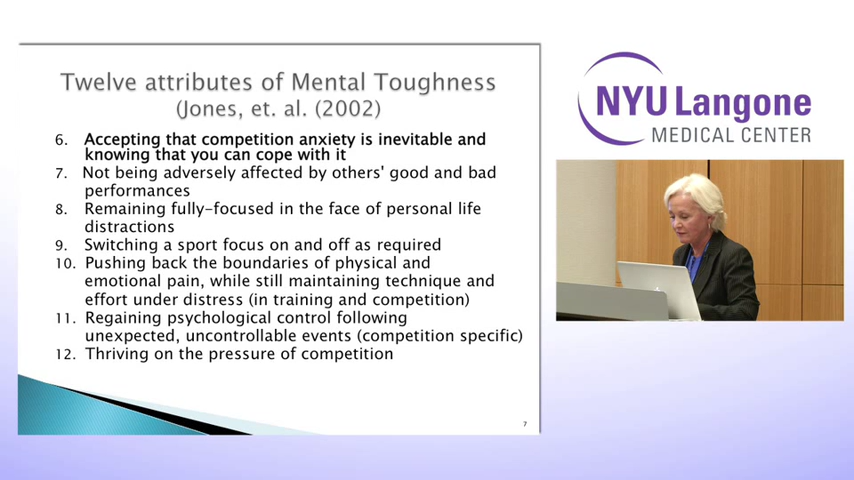 Twelve attributes of Mental Toughness
(Jones, et. al. (2002)
6. Accepting that competition anxiety is inevitable and
knowing that you can cope with it
7. Not being adversely affected by others' good and bad
performances
8. Remaining fully-focused in the face of personal life
distractions
9. Switching a sport focus on and off as required
10. Pushing back the boundaries of physical and
emotional pain, while still maintaining technique and
effort under distress (in training and competition)
11. Regaining psychological control following
unexpected, uncontrollable events (competition specific)
12. Thriving on the pressure of competition
7
NYU Langone
MEDICAL CENTER